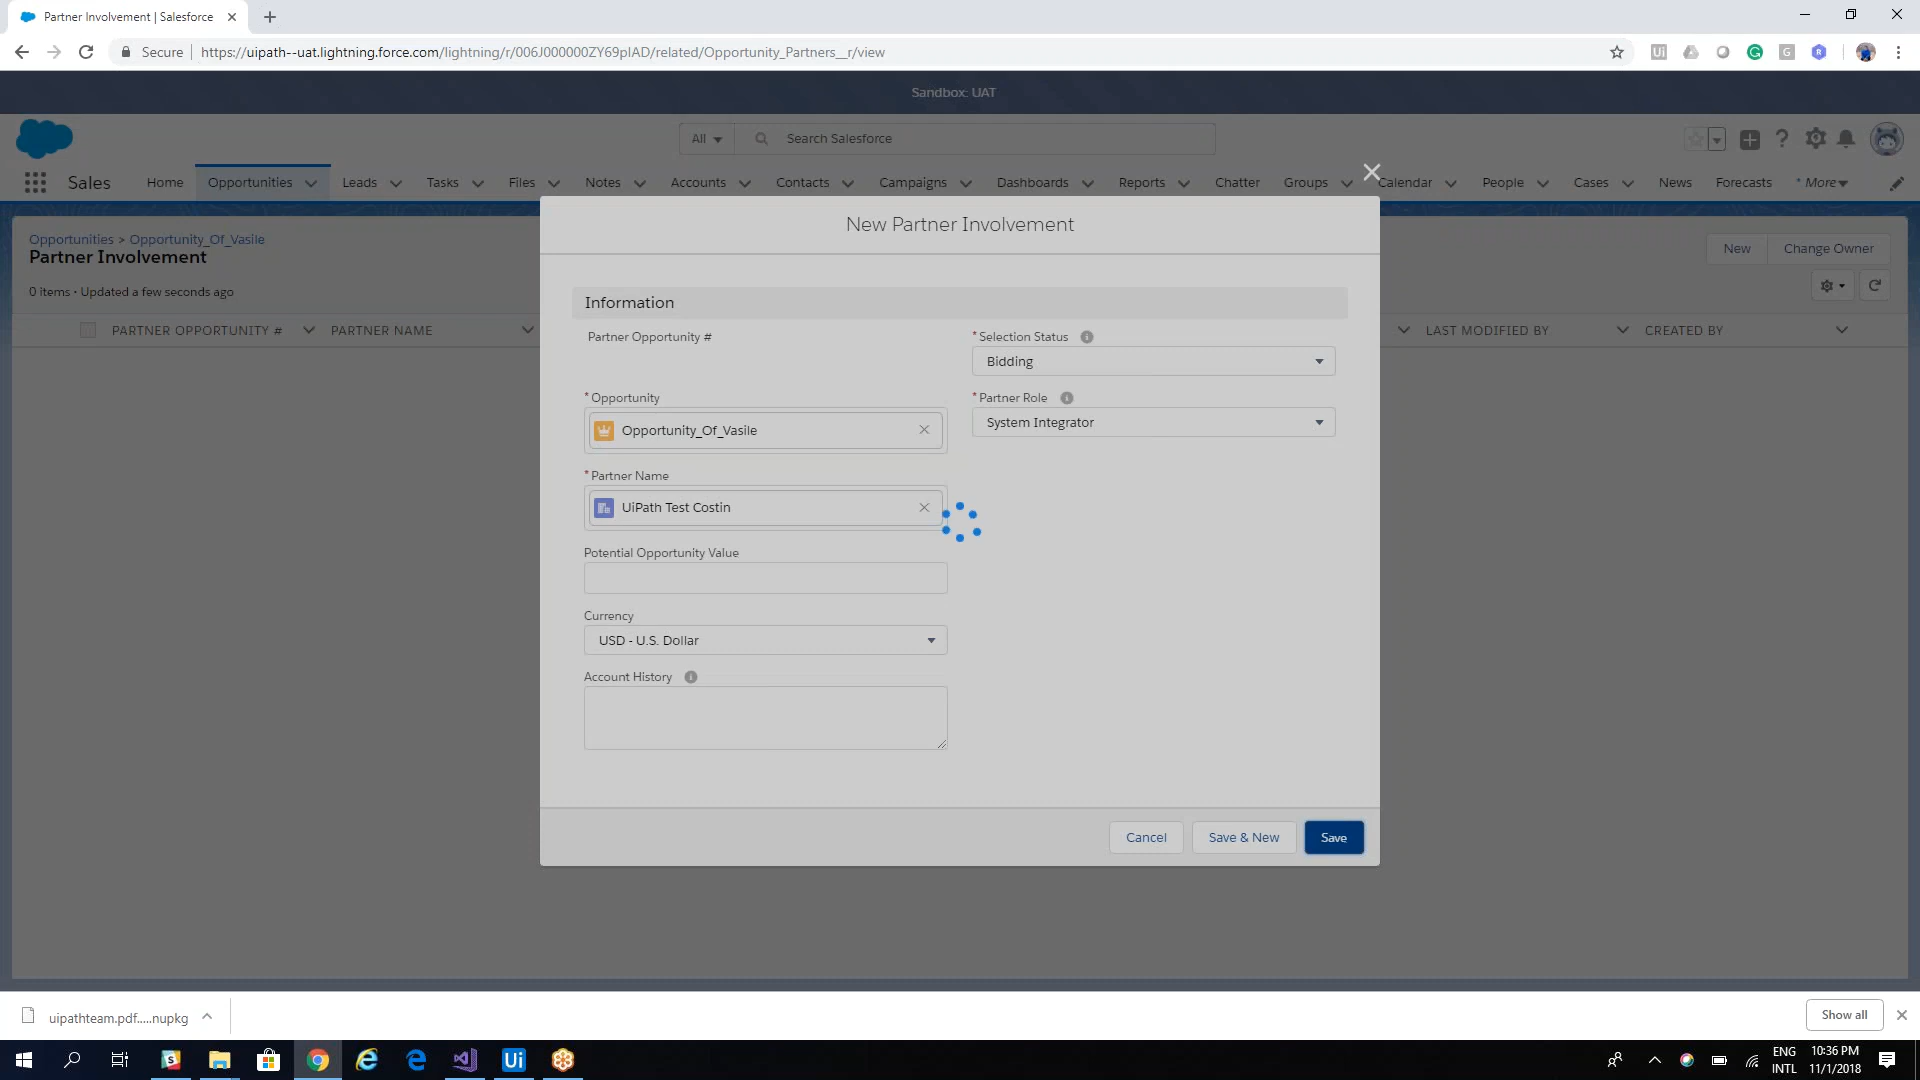 Partner Involvement | Salesforce
Secure
https://uipath--uat.lightning.force.com/lightning/r/006J000000ZY69pIAD/related/Opportunity_Partners__r/view
Sandbox: UAT
All
Search Salesforce
Sales
Home
Opportunities
Leads
Tasks
Files
Notes
Accounts
Contacts
Campaigns
Dashboards
Reports
Chatter
Groups
Calendar
People
Cases
News
Forecasts
* More
Opportunities > Opportunity_Of_Vasile
Partner Involvement
0 items • Updated a few seconds ago
New
Change Owner
PARTNER OPPORTUNITY #
PARTNER NAME
LAST MODIFIED BY
CREATED BY
New Partner Involvement
Information
Partner Opportunity #
* Selection Status
Bidding
* Opportunity
Opportunity_Of_Vasile
* Partner Role
System Integrator
* Partner Name
UiPath Test Costin
Potential Opportunity Value
Currency
USD - U.S. Dollar
Account History
Cancel
Save & New
Save
uipathteam.pdf.....nupkg
Show all
Ui
ENG
INTL
10:36 PM
11/1/2018